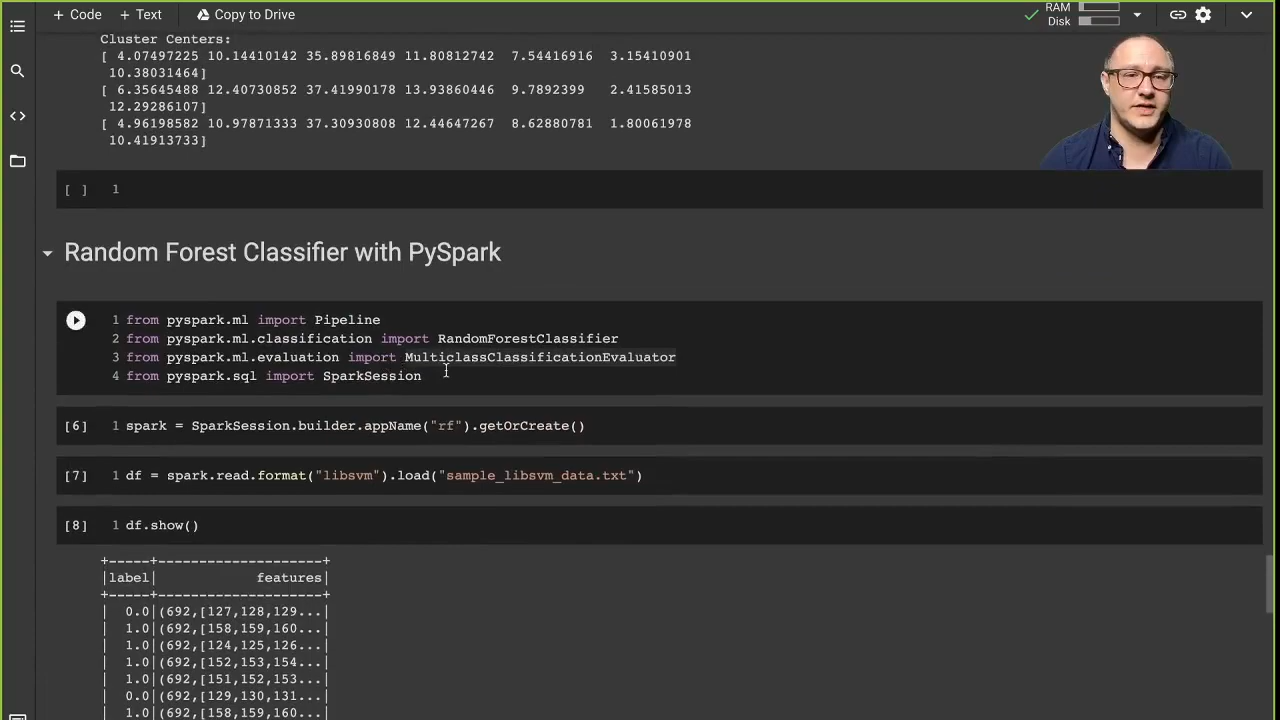 + Code + Text Copy to Drive
RAM
Disk
Cluster Centers:
[ 4.07497225 10.14410142 35.89816849 11.80812742 7.54416916 3.15410901
10.38031464]
[ 6.35645488 12.40730852 37.41990178 13.93860446 9.7892399 2.41585013
12.29286107]
[ 4.96198582 10.97871333 37.30930808 12.44647267 8.62880781 1.80061978
10.41913733]
[ ] 1
Random Forest Classifier with PySpark
1 from pyspark.ml import Pipeline
2 from pyspark.ml.classification import RandomForestClassifier
3 from pyspark.ml.evaluation import MulticlassClassificationEvaluator
4 from pyspark.sql import SparkSession
[6] 1 spark = SparkSession.builder.appName("rf").getOrCreate()
[7] 1 df = spark.read.format("libsvm").load("sample_libsvm_data.txt")
[8] 1 df.show()
+-----+--------------------+
|label| features|
+-----+--------------------+
| 0.0|(692,[127,128,129...|
| 1.0|(692,[158,159,160...|
| 1.0|(692,[124,125,126...|
| 1.0|(692,[152,153,154...|
| 1.0|(692,[151,152,153...|
| 0.0|(692,[129,130,131...|
| 1.0|(692,[158,159,160...|